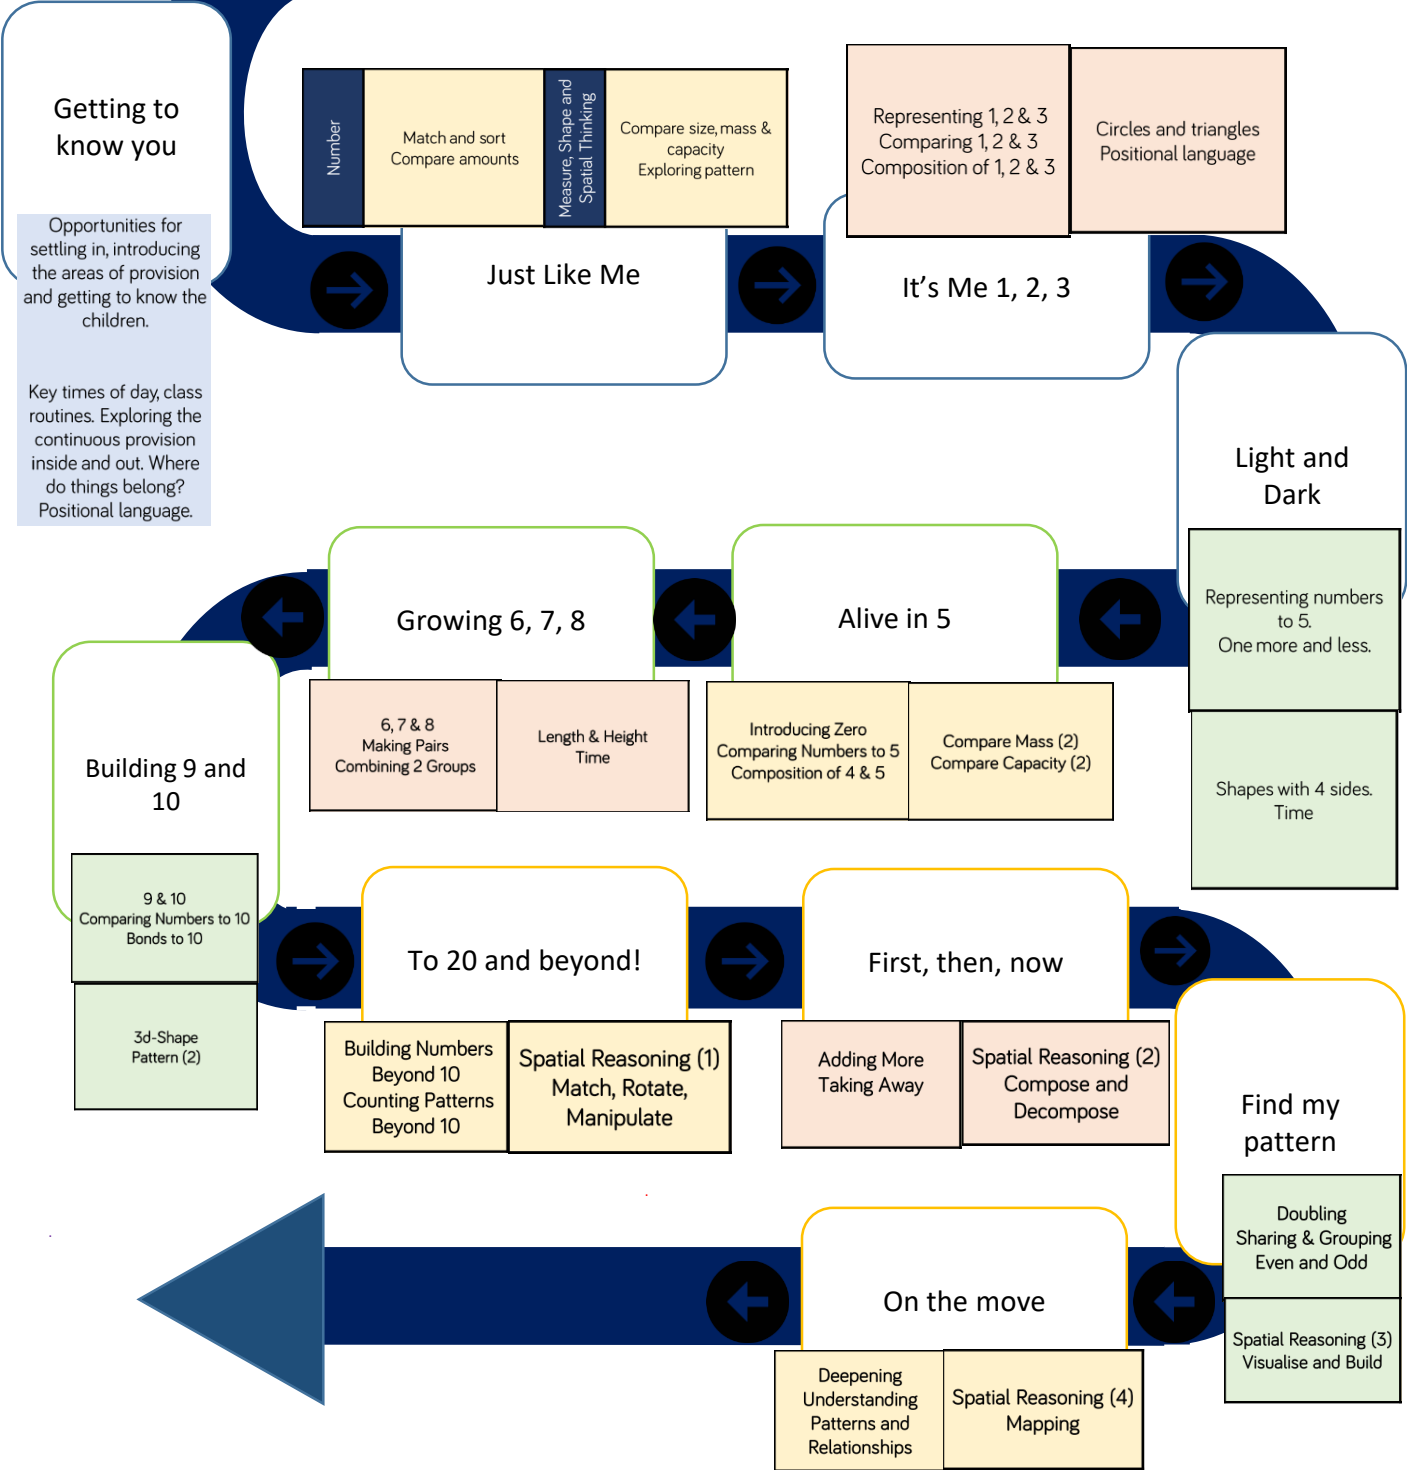 Getting to
know you
Opportunities for
settling in, introducing
the areas of provision
and getting to know the
children.
Key times of day, class
routines. Exploring the
continuous provision
inside and out. Where
do things belong?
Positional language.
Number
Match and sort
Compare amounts
Measure, Shape and
Spatial Thinking
Compare size, mass &
capacity
Exploring pattern
Just Like Me
Representing 1, 2 & 3
Comparing 1, 2 & 3
Composition of 1, 2 & 3
Circles and triangles
Positional language
It’s Me 1, 2, 3
Light and
Dark
Representing numbers
to 5.
One more and less.
Shapes with 4 sides.
Time
Alive in 5
Introducing Zero
Comparing Numbers to 5
Composition of 4 & 5
Compare Mass (2)
Compare Capacity (2)
Growing 6, 7, 8
6, 7 & 8
Making Pairs
Combining 2 Groups
Length & Height
Time
Building 9 and
10
9 & 10
Comparing Numbers to 10
Bonds to 10
3d-Shape
Pattern (2)
To 20 and beyond!
Building Numbers
Beyond 10
Counting Patterns
Beyond 10
Spatial Reasoning (1)
Match, Rotate,
Manipulate
First, then, now
Adding More
Taking Away
Spatial Reasoning (2)
Compose and
Decompose
Find my
pattern
Doubling
Sharing & Grouping
Even and Odd
Spatial Reasoning (3)
Visualise and Build
On the move
Deepening
Understanding
Patterns and
Relationships
Spatial Reasoning (4)
Mapping